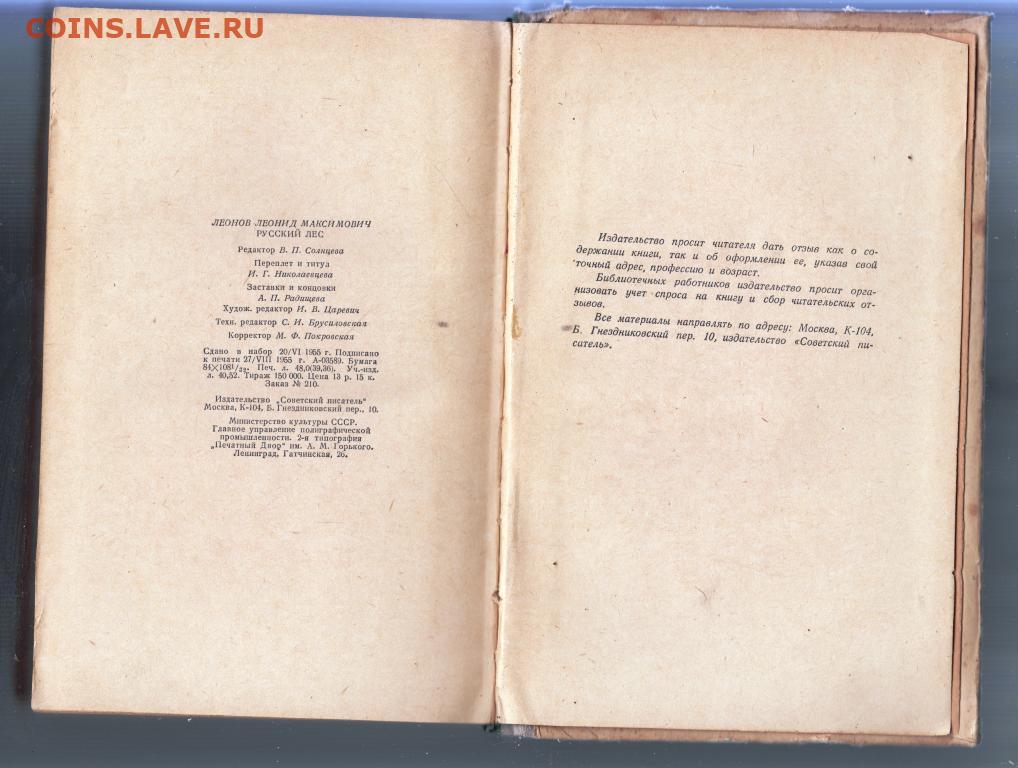 COINS.LAVE.RU
ЛЕОНОВ ЛЕОНИД МАКСИМОВИЧ
РУССКИЙ ЛЕС
Редактор В. П. Солнцева
Переплет и титул
И. Г. Николаевцева
Заставки и концовки
А. П. Радищева
Худож. редактор И. В. Царевич
Техн. редактор С. И. Брусиловская
Корректор М. Ф. Покровская
Сдано в набор 20/VI 1955 г. Подписано
к печати 27/VIII 1955 г. А-03589. Бумага
84×108¹/₃₂. Печ. л. 48,0(39,36). Уч.-изд.
л. 40,52. Тираж 150 000. Цена 13 р. 15 к.
Заказ № 210.
Издательство „Советский писатель“
Москва, К-104, Б. Гнездниковский пер., 10.
Министерство культуры СССР.
Главное управление полиграфической
промышленности. 2-я типография
„Печатный Двор“ им. А. М. Горького.
Ленинград, Гатчинская, 26.
Издательство просит читателя дать отзыв как о со-
держании книги, так и об оформлении ее, указав свой
точный адрес, профессию и возраст.
Библиотечных работников издательство просит орга-
низовать учет спроса на книгу и сбор читательских от-
зывов.
Все материалы направлять по адресу: Москва, К-104,
Б. Гнездниковский пер. 10, издательство «Советский пи-
сатель».